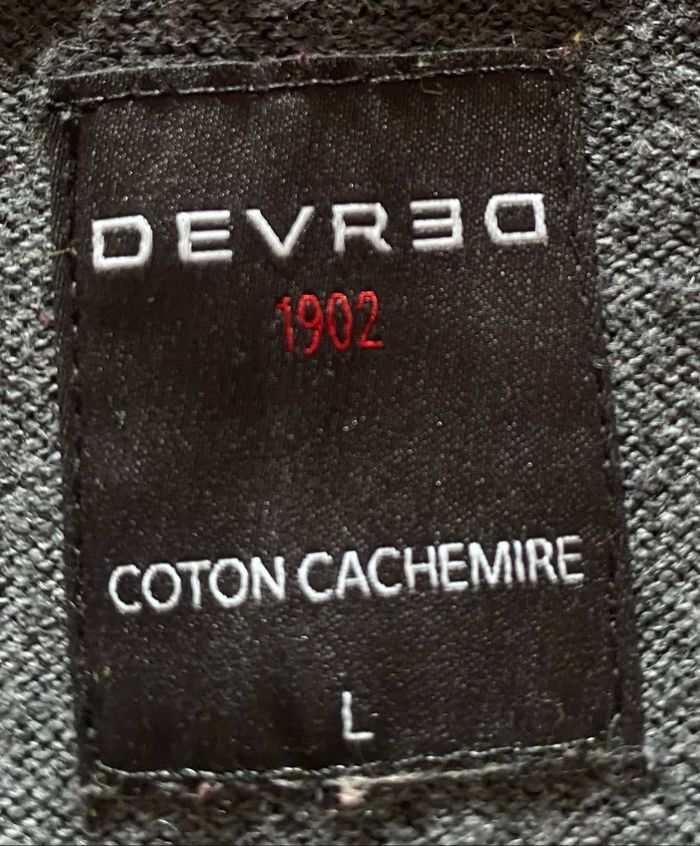 DEVRED
1902
COTON CACHEMIRE
L